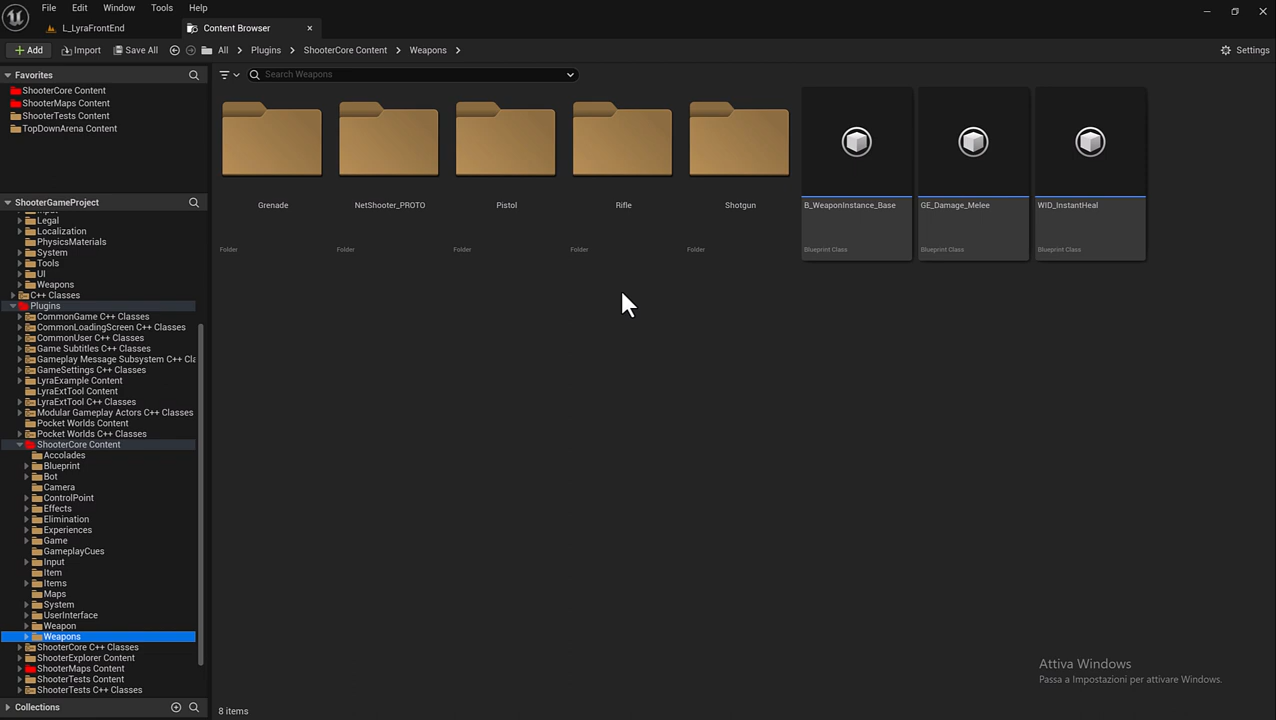 File Edit Window Tools Help
L_LyraFrontEnd Content Browser
Add Import Save All All Plugins ShooterCore Content Weapons Settings
Favorites
ShooterCore Content
ShooterMaps Content
ShooterTests Content
TopDownArena Content
ShooterGameProject
Input
Legal
Localization
PhysicsMaterials
System
Tools
UI
Weapons
C++ Classes
Plugins
CommonGame C++ Classes
CommonLoadingScreen C++ Classes
CommonUser C++ Classes
Game Subtitles C++ Classes
Gameplay Message Subsystem C++ Cla
GameSettings C++ Classes
LyraExample Content
LyraExtTool Content
LyraExtTool C++ Classes
Modular Gameplay Actors C++ Classes
Pocket Worlds Content
Pocket Worlds C++ Classes
ShooterCore Content
Accolades
Blueprint
Bot
Camera
ControlPoint
Effects
Elimination
Experiences
Game
GameplayCues
Input
Item
Items
Maps
System
UserInterface
Weapon
Weapons
ShooterCore C++ Classes
ShooterExplorer Content
ShooterMaps Content
ShooterTests Content
ShooterTests C++ Classes
Collections
Search Weapons
Grenade NetShooter_PROTO Pistol Rifle Shotgun B_WeaponInstance_Base GE_Damage_Melee WID_InstantHeal
Folder Folder Folder Folder Folder Blueprint Class Blueprint Class Blueprint Class
Attiva Windows
Passa a Impostazioni per attivare Windows.
8 items